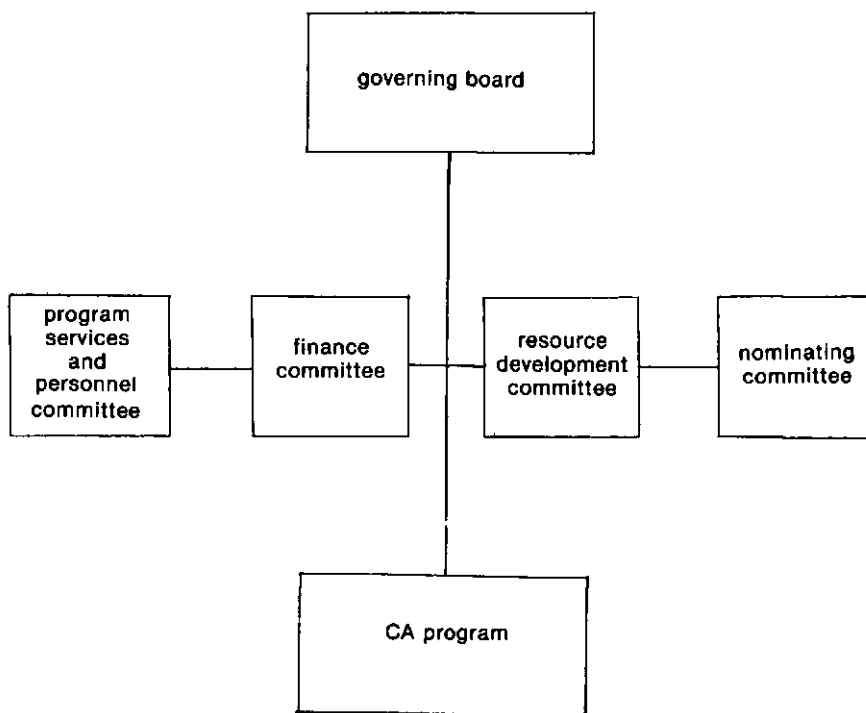 governing board
program
services
and
personnel
committee
finance
committee
resource
development
committee
nominating
committee
CA program